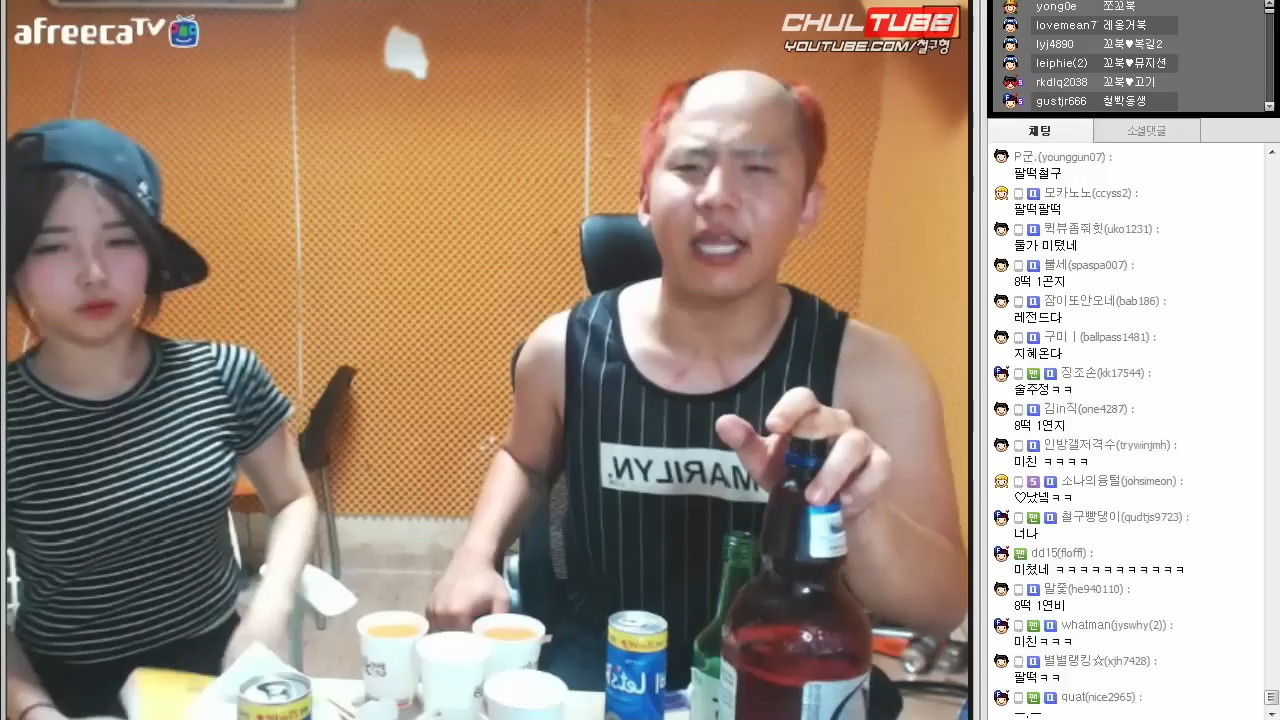 afreecaTV
CHULTUBE
YOUTUBE.COM/철구형
MARILYN.
Let's
yong0e 쪼꼬북
lovemean7 레용거북
lyj4890 꼬북♥복길2
leiphie(2) 꼬북♥뮤지션
rkdlq2038 꼬북♥고기
gustjr666 철빡동생
채팅 소셜댓글
P군,(younggun07) :
팔떡철구
모카노노(ccyss2) :
팔떡팔떡
퀵뷰좀줘힛(uko1231) :
둘가 미텼네
불세(spaspa007) :
8떡 1곤지
잠이또안오네(bab186) :
레전드다
구미ㅣ(ballpass1481) :
지혜온다
징조손(kk17544) :
술주정ㅋㅋ
김in직(one4287) :
8떡 1연지
인방갤저격수(trywinjmh) :
미친 ㅋㅋㅋㅋ
소나의융털(johsimeon) :
♡났넼ㅋㅋ
철구빵댕이(qudtjs9723) :
너나
dd15(floffl) :
미쳤네 ㅋㅋㅋㅋㅋㅋㅋㅋㅋㅋㅋ
말줓(he940110) :
8떡 1연비
whatman(jyswhy(2)) :
미친ㅋㅋㅋ
별별랭킹☆(xjh7428) :
팔떡ㅋㅋ
quat(nice2965) :